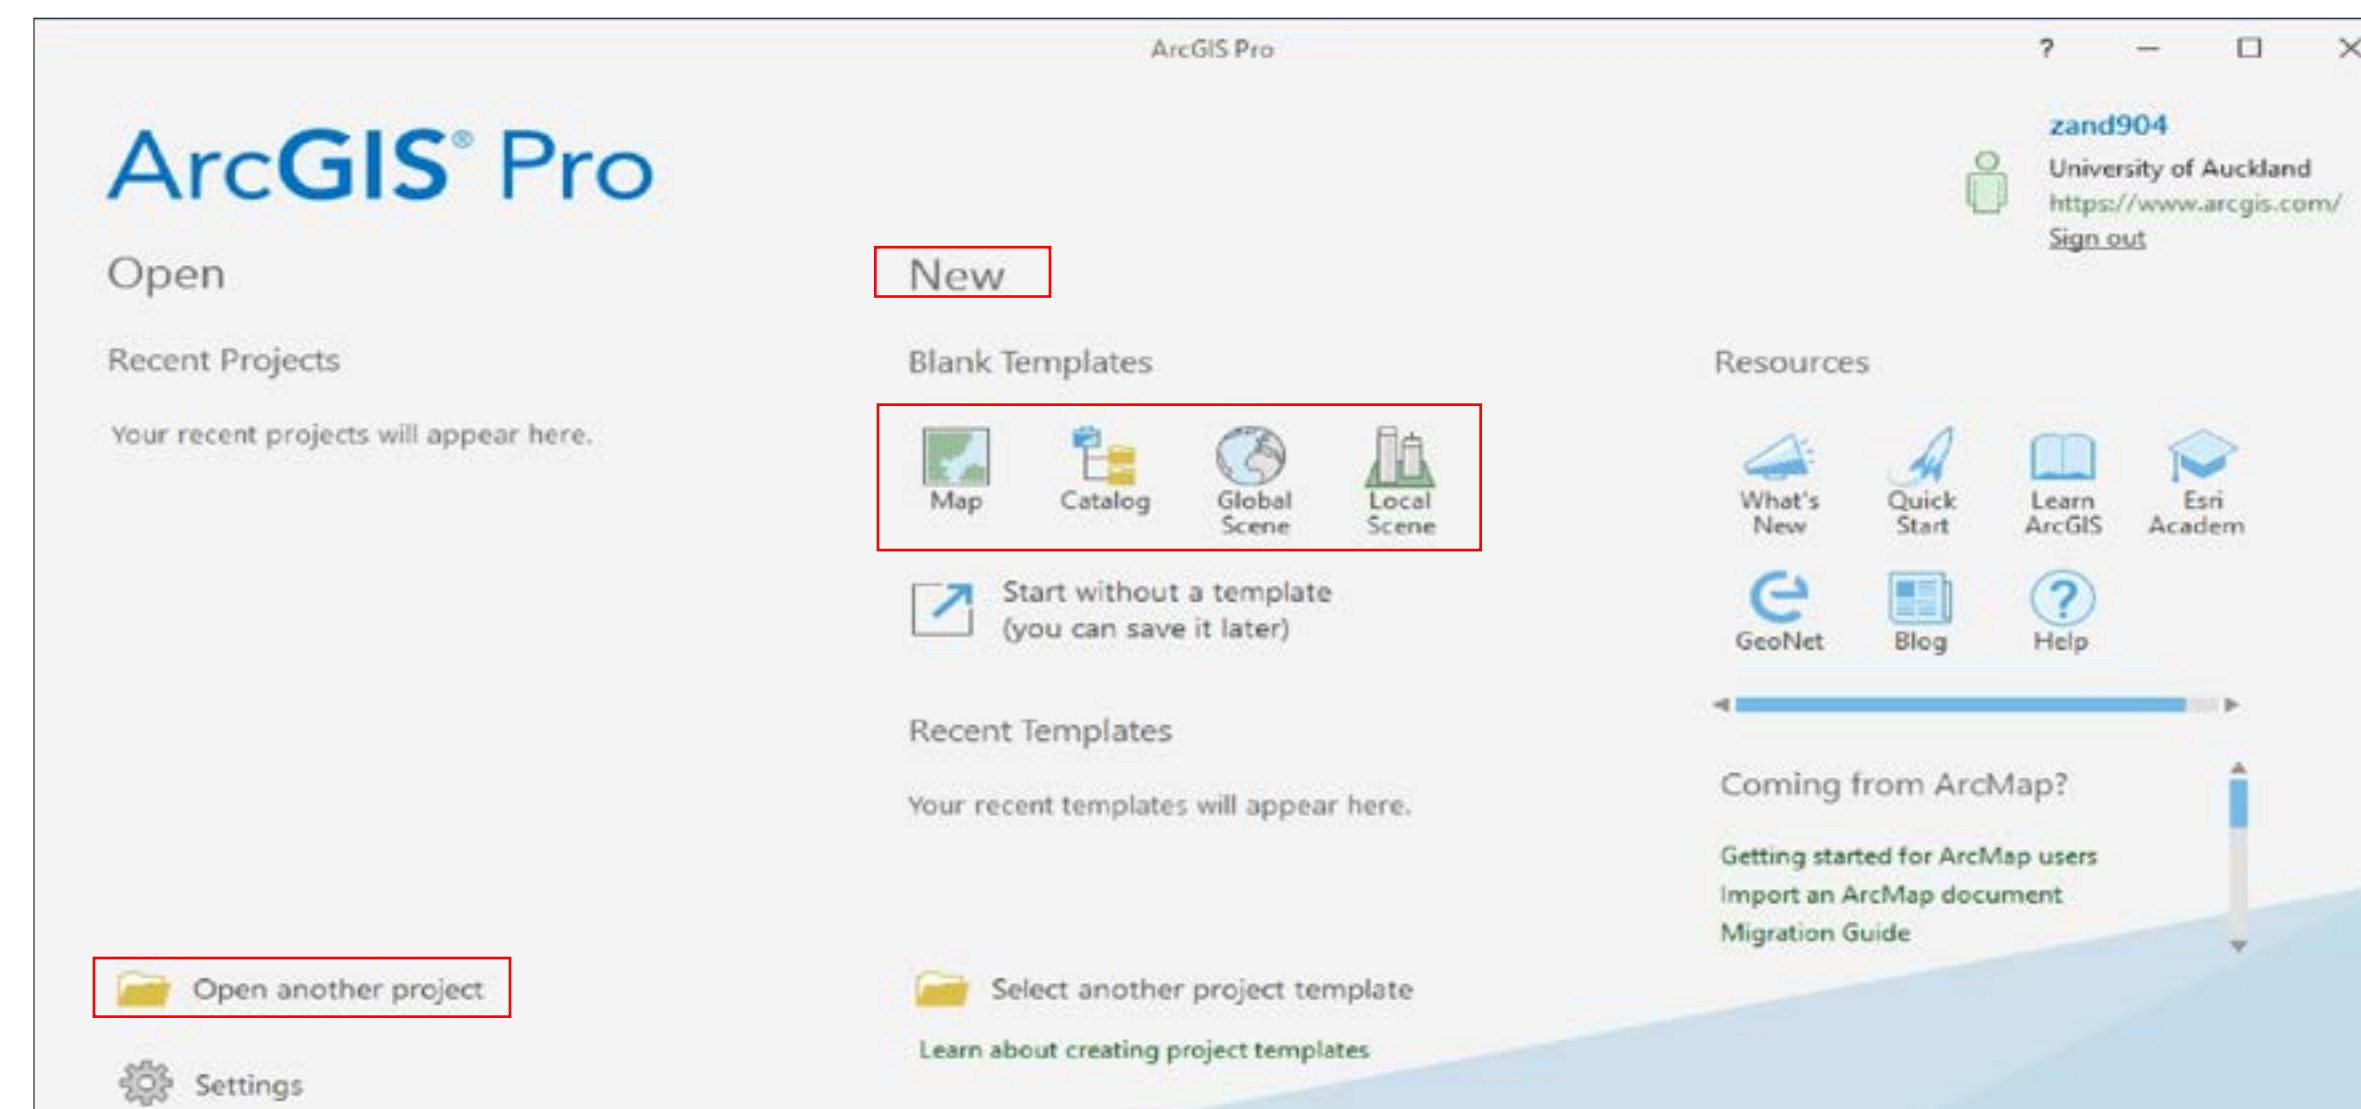 ArcGIS Pro
?
ArcGIS® Pro
zand904
University of Auckland
https://www.arcgis.com/
Sign out
Open
Recent Projects
Your recent projects will appear here.
Open another project
Settings
New
Blank Templates
Map
Catalog
Global
Scene
Local
Scene
Start without a template
(you can save it later)
Recent Templates
Your recent templates will appear here.
Select another project template
Learn about creating project templates
Resources
What's
New
Quick
Start
Learn
ArcGIS
Esri
Academ
GeoNet
Blog
Help
Coming from ArcMap?
Getting started for ArcMap users
Import an ArcMap document
Migration Guide